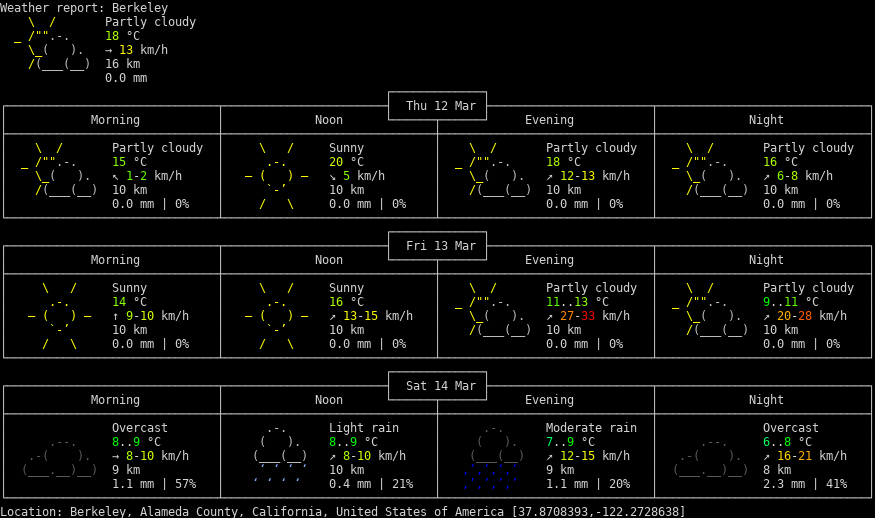 Weather report: Berkeley
Partly cloudy
18 °C
→ 13 km/h
16 km
0.0 mm
Thu 12 Mar
Morning Noon Evening Night
Partly cloudy Sunny Partly cloudy Partly cloudy
15 °C 20 °C 18 °C 16 °C
↖ 1-2 km/h ↘ 5 km/h ↗ 12-13 km/h ↗ 6-8 km/h
10 km 10 km 10 km 10 km
0.0 mm | 0% 0.0 mm | 0% 0.0 mm | 0% 0.0 mm | 0%
Fri 13 Mar
Morning Noon Evening Night
Sunny Sunny Partly cloudy Partly cloudy
14 °C 16 °C 11..13 °C 9..11 °C
↑ 9-10 km/h ↗ 13-15 km/h ↗ 27-33 km/h ↗ 20-28 km/h
10 km 10 km 10 km 10 km
0.0 mm | 0% 0.0 mm | 0% 0.0 mm | 0% 0.0 mm | 0%
Sat 14 Mar
Morning Noon Evening Night
Overcast Light rain Moderate rain Overcast
8..9 °C 8..9 °C 7..9 °C 6..8 °C
→ 8-10 km/h ↗ 8-10 km/h ↗ 12-15 km/h ↗ 16-21 km/h
9 km 10 km 9 km 8 km
1.1 mm | 57% 0.4 mm | 21% 1.1 mm | 20% 2.3 mm | 41%
Location: Berkeley, Alameda County, California, United States of America [37.8708393,-122.2728638]